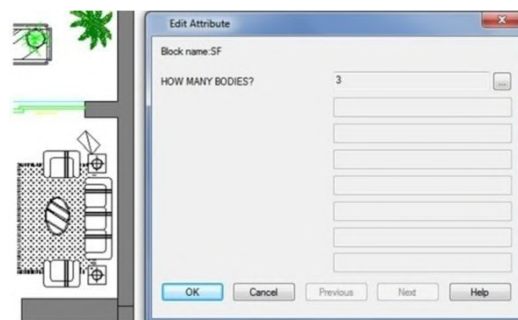 Edit Attribute
Block name:SF
HOW MANY BODIES? 3 ...
OK Cancel Previous Next Help